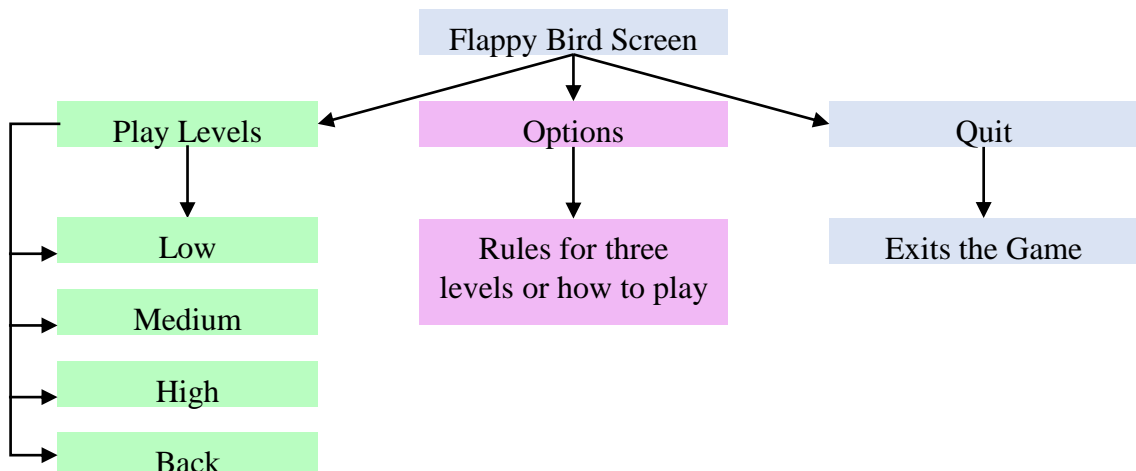 Flappy Bird Screen
Play Levels
Options
Quit
Low
Rules for three
levels or how to play
Exits the Game
Medium
High
Back